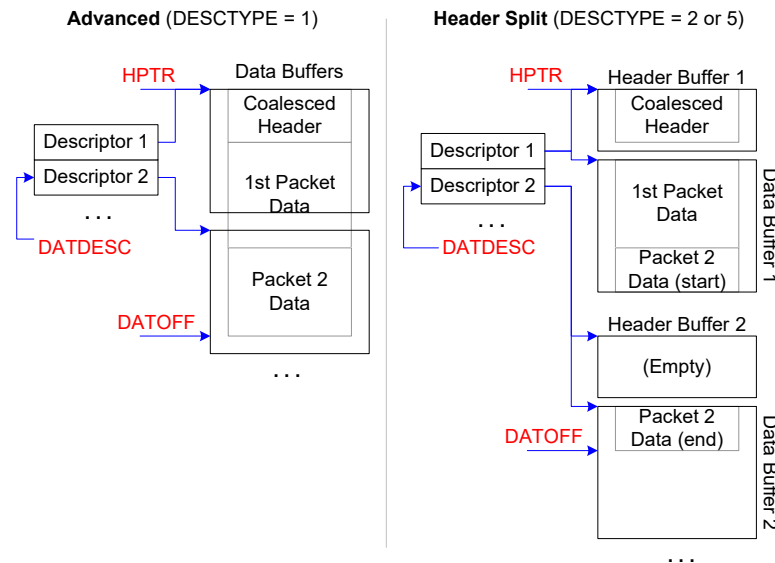 Advanced (DESCTYPE = 1)
HPTR
Data Buffers
Coalesced
Header
Descriptor 1
Descriptor 2
1st Packet
Data
. . .
DATDESC
Packet 2
Data
DATOFF
. . .
Header Split (DESCTYPE = 2 or 5)
HPTR
Header Buffer 1
Coalesced
Header
Descriptor 1
Descriptor 2
1st Packet
Data
. . .
DATDESC
Packet 2
Data (start)
Data Buffer 1
Header Buffer 2
(Empty)
Packet 2
Data (end)
DATOFF
Data Buffer 2
. . .